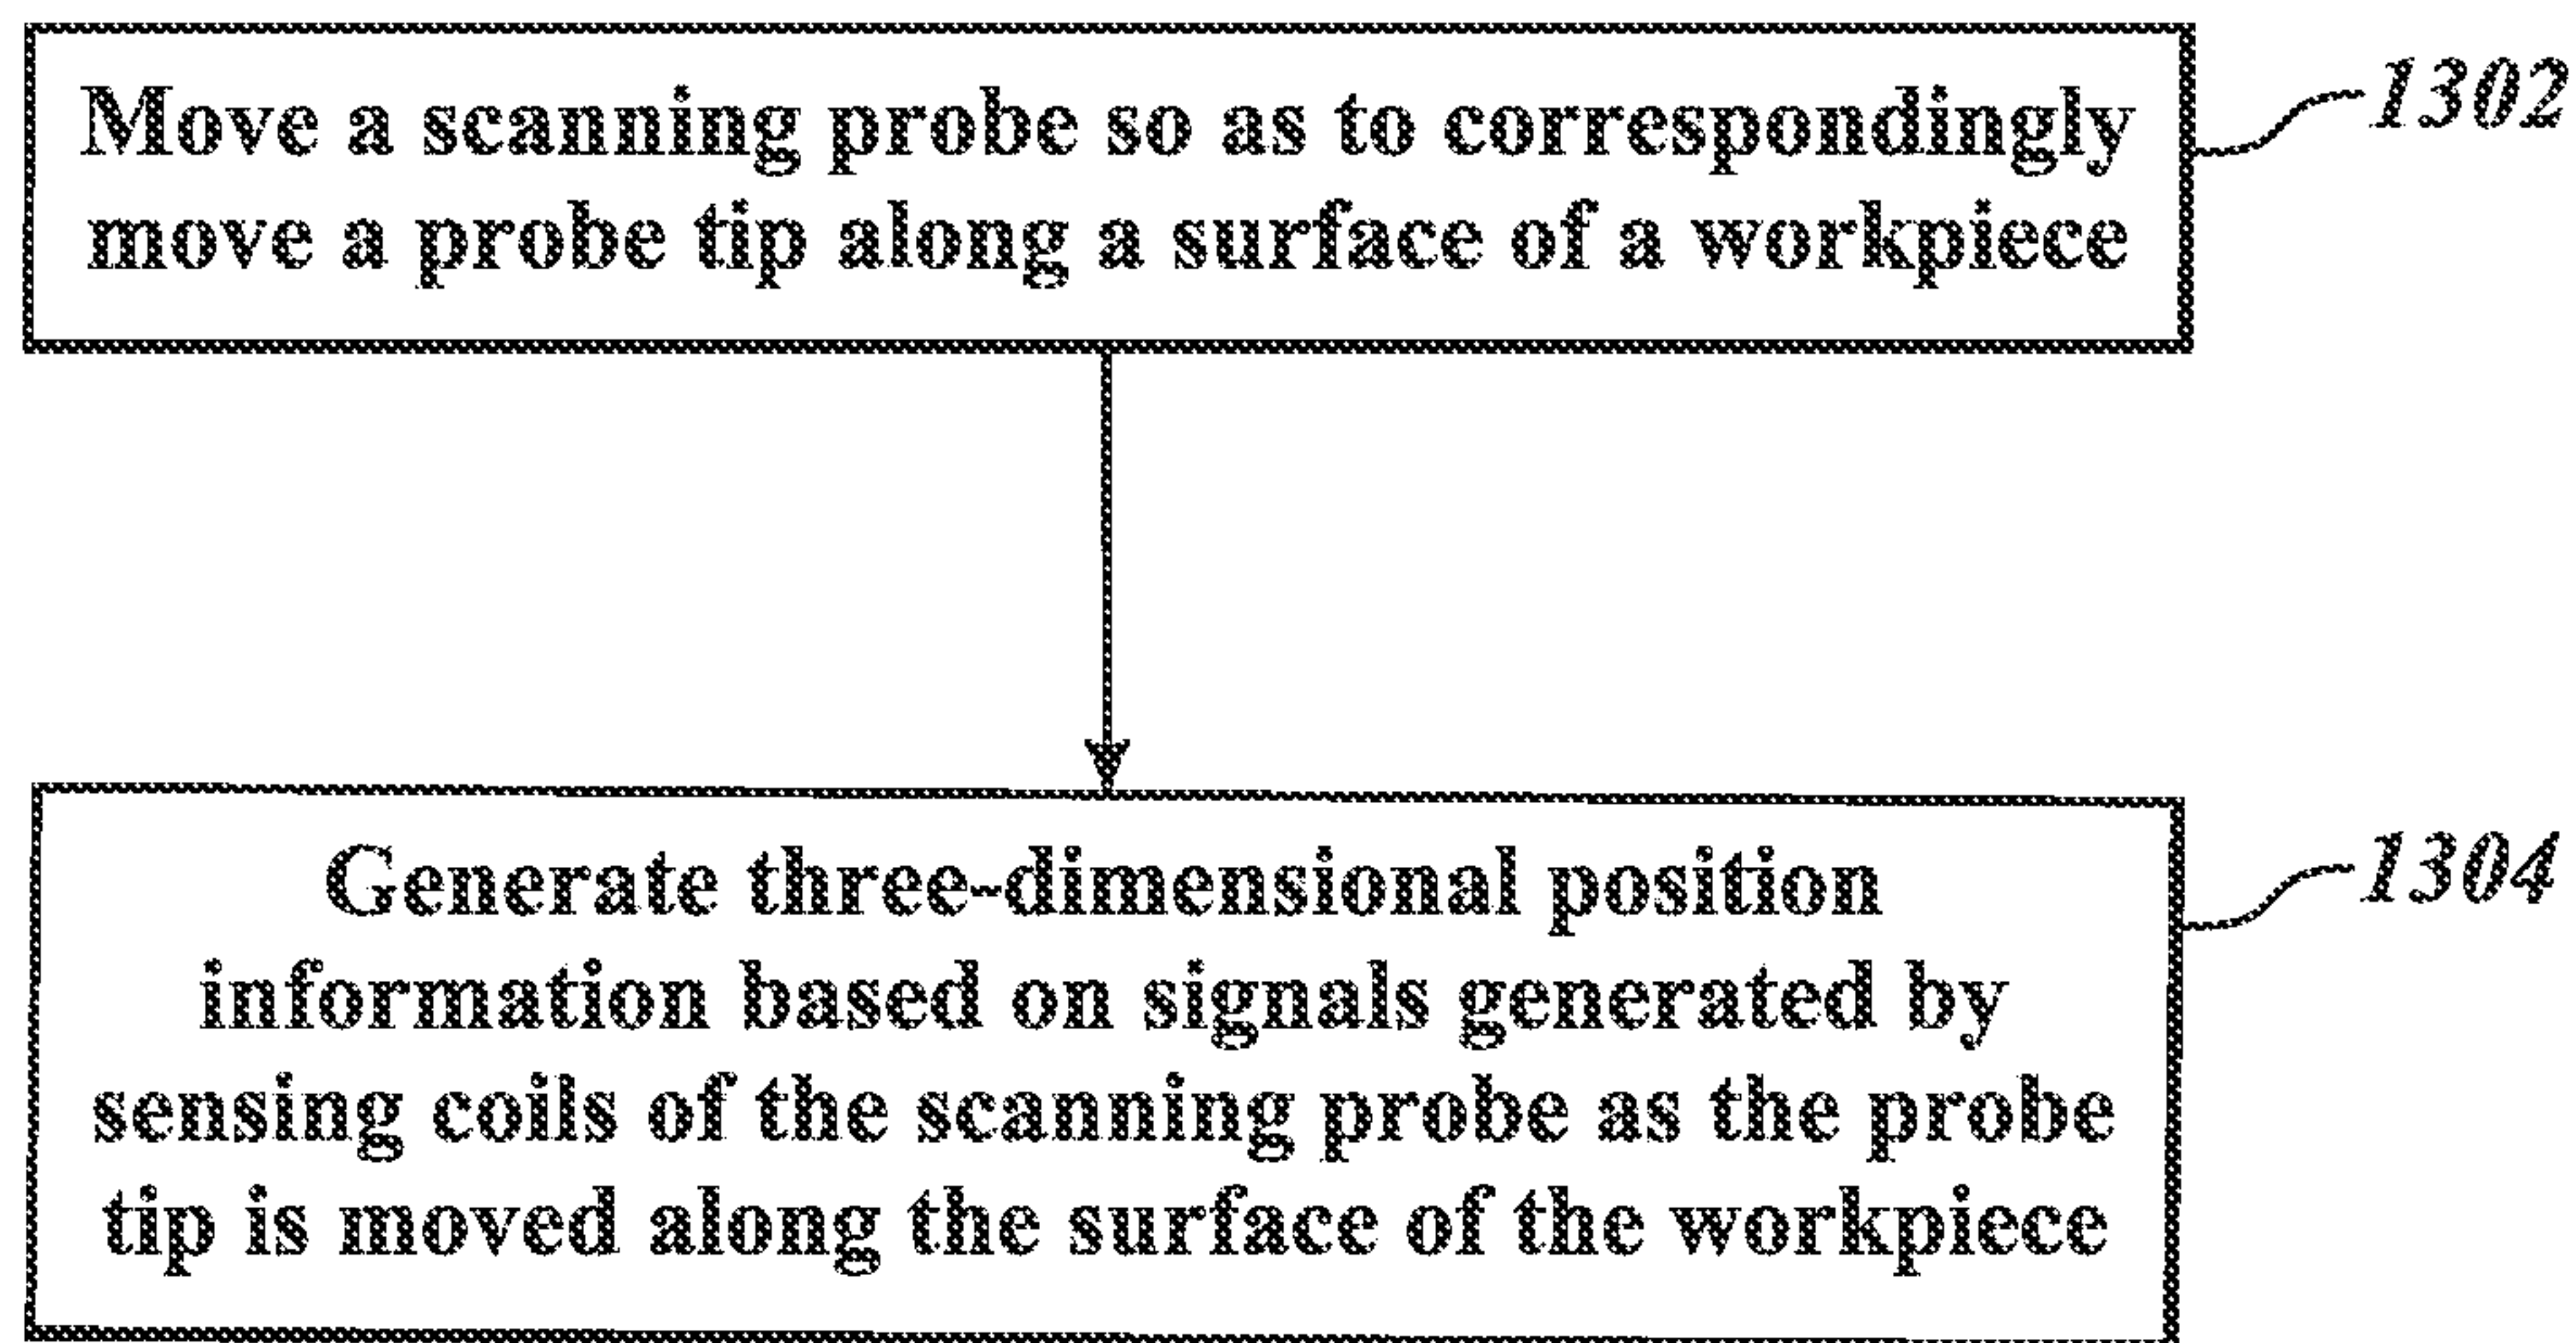 Move a scanning probe so as to correspondingly
move a probe tip along a surface of a workpiece
1302
Generate three-dimensional position
information based on signals generated by
sensing coils of the scanning probe as the probe
tip is moved along the surface of the workpiece
1304